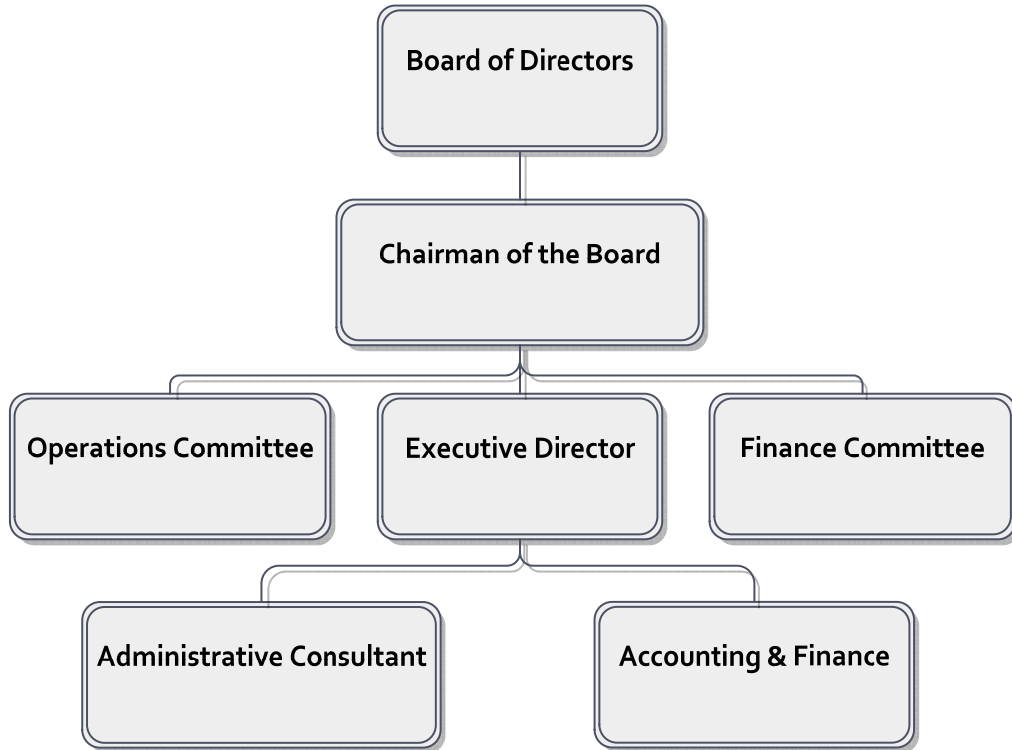 Board of Directors
Chairman of the Board
Operations Committee
Executive Director
Finance Committee
Administrative Consultant
Accounting & Finance